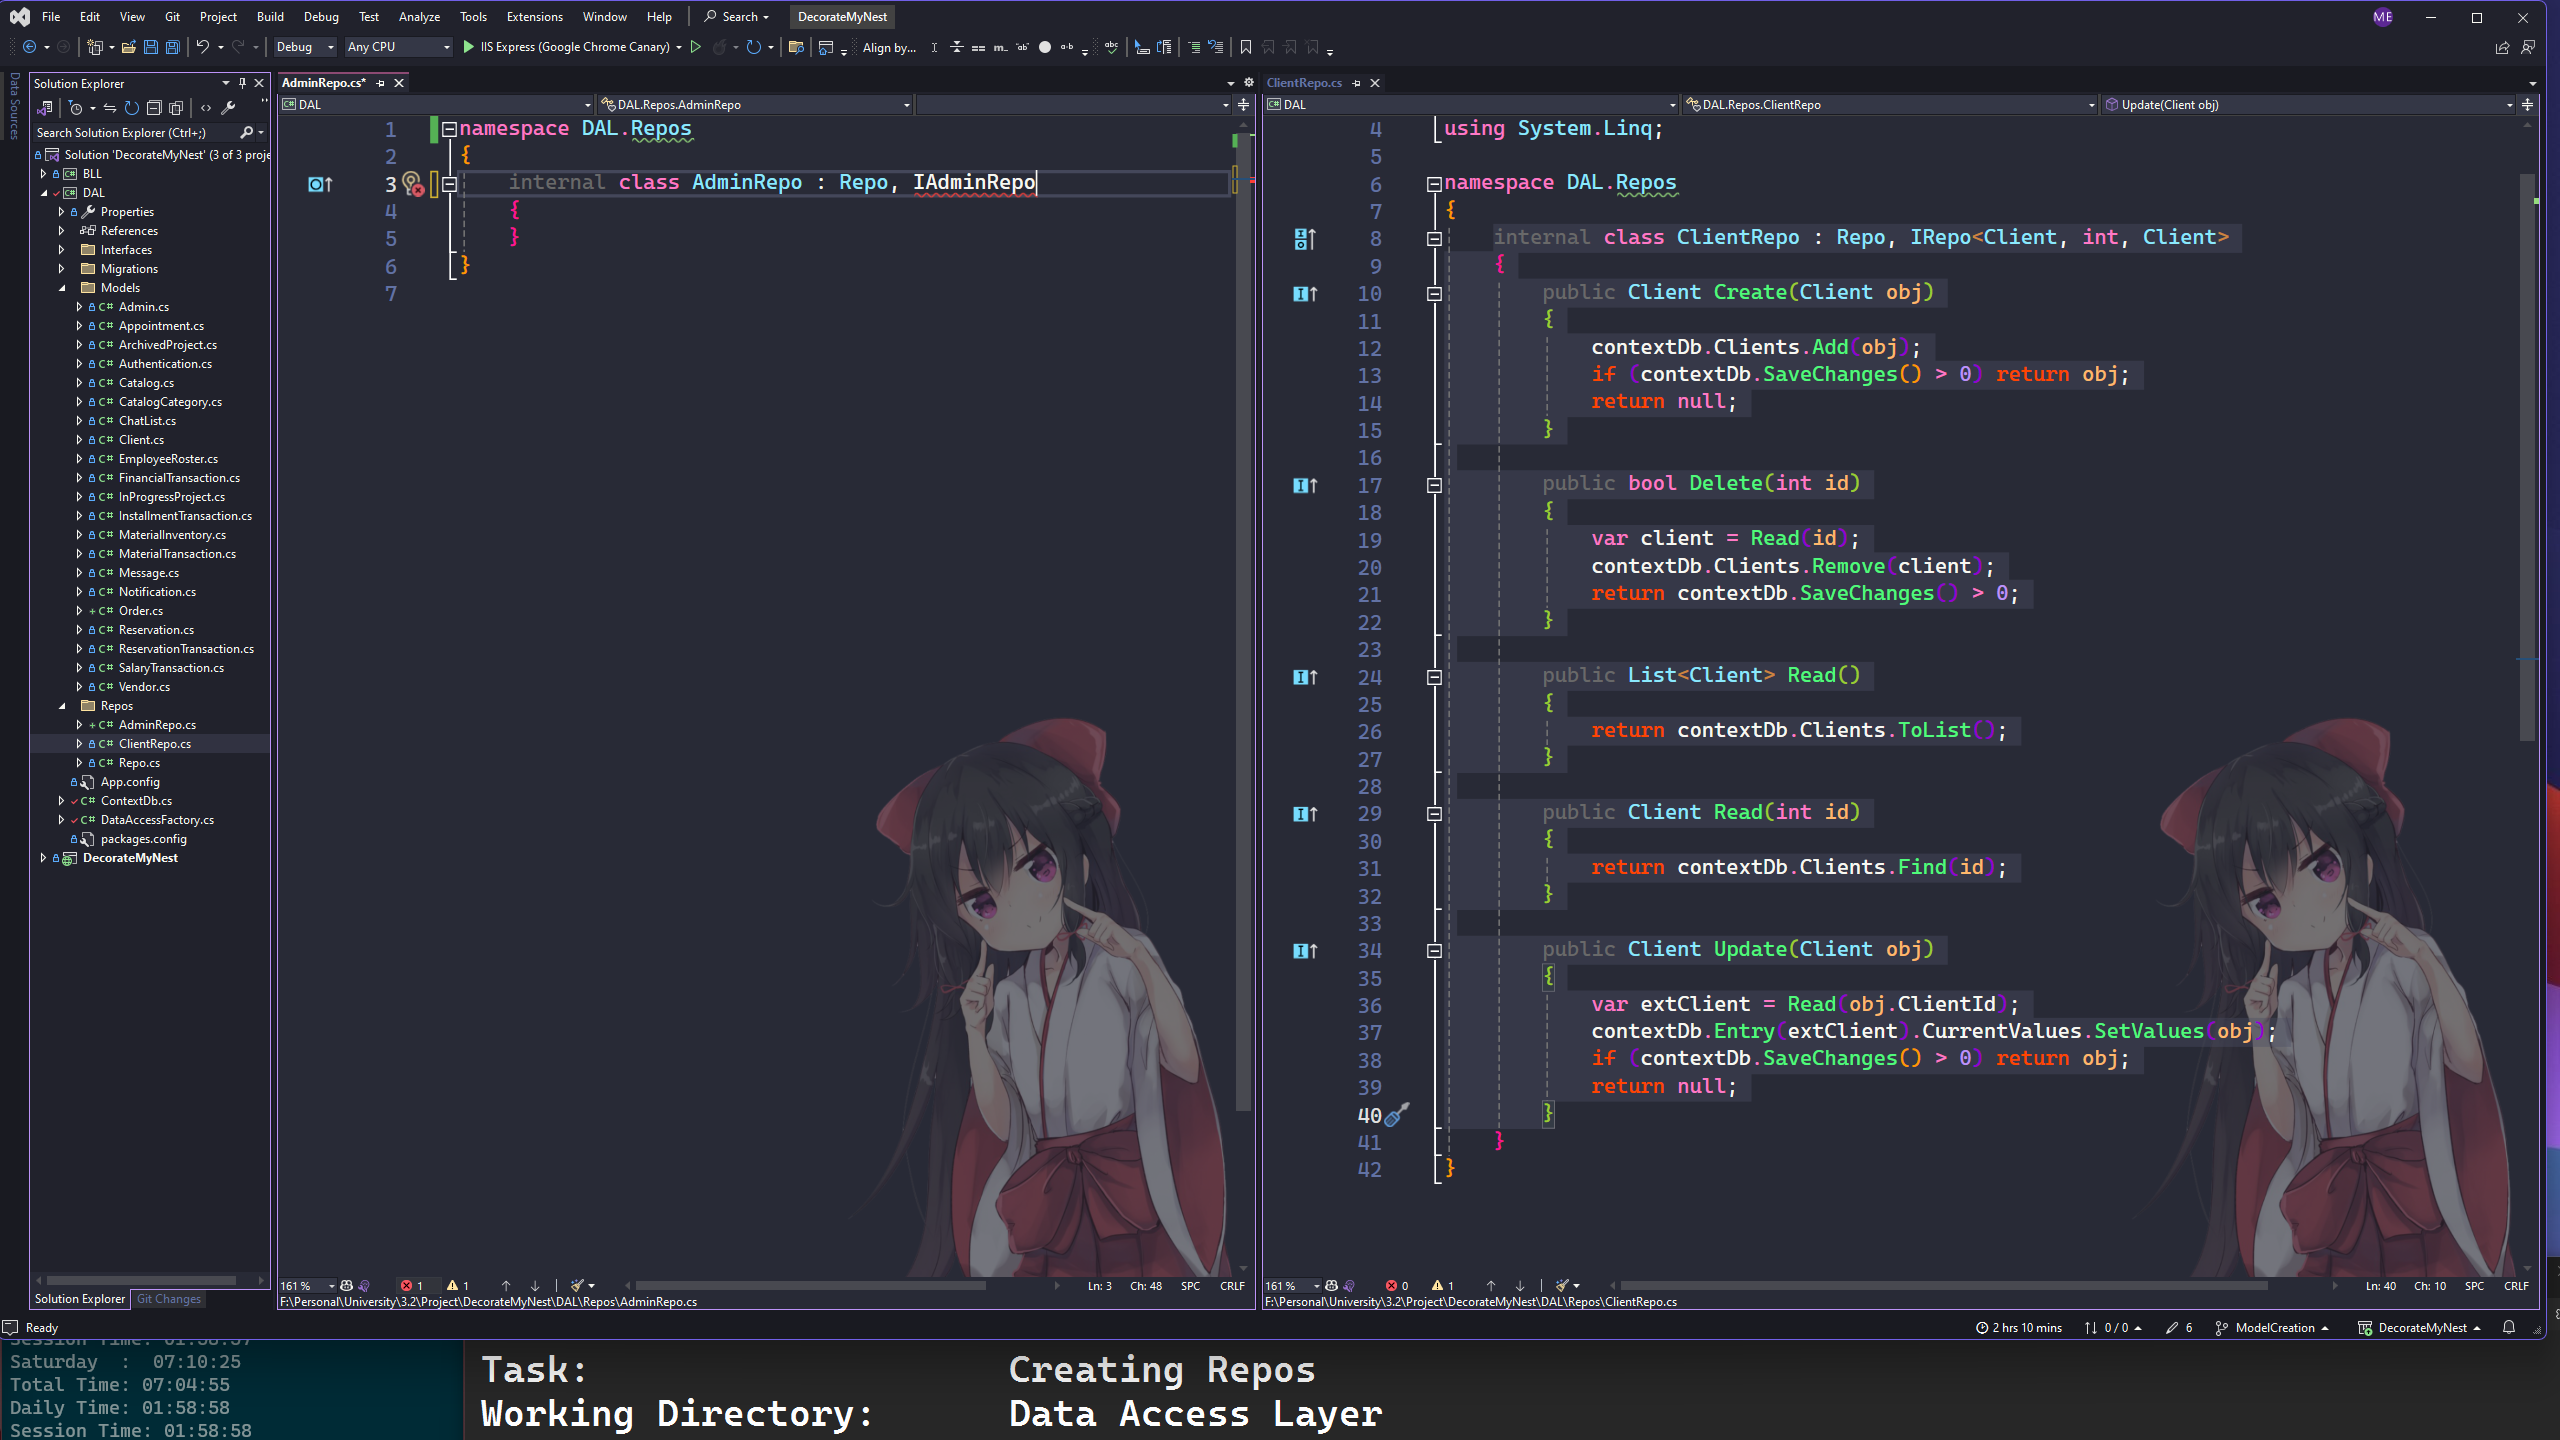 File Edit View Git Project Build Debug Test Analyze Tools Extensions Window Help Search DecorateMyNest ME
Debug Any CPU IIS Express (Google Chrome Canary) Align by...
Data Sources
Solution Explorer
Search Solution Explorer (Ctrl+;)
Solution 'DecorateMyNest' (3 of 3 proje
BLL
DAL
Properties
References
Interfaces
Migrations
Models
Admin.cs
Appointment.cs
ArchivedProject.cs
Authentication.cs
Catalog.cs
CatalogCategory.cs
ChatList.cs
Client.cs
EmployeeRoster.cs
FinancialTransaction.cs
InProgressProject.cs
InstallmentTransaction.cs
MaterialInventory.cs
MaterialTransaction.cs
Message.cs
Notification.cs
Order.cs
Reservation.cs
ReservationTransaction.cs
SalaryTransaction.cs
Vendor.cs
Repos
AdminRepo.cs
ClientRepo.cs
Repo.cs
App.config
ContextDb.cs
DataAccessFactory.cs
packages.config
DecorateMyNest
Solution Explorer Git Changes
AdminRepo.cs*
DAL DAL.Repos.AdminRepo
1 namespace DAL.Repos
2 {
3 internal class AdminRepo : Repo, IAdminRepo
4 {
5 }
6 }
7
161 % 1 1 Ln: 3 Ch: 48 SPC CRLF
F:\Personal\University\3.2\Project\DecorateMyNest\DAL\Repos\AdminRepo.cs
ClientRepo.cs
DAL DAL.Repos.ClientRepo Update(Client obj)
4 using System.Linq;
5
6 namespace DAL.Repos
7 {
8 internal class ClientRepo : Repo, IRepo<Client, int, Client>
9 {
10 public Client Create(Client obj)
11 {
12 contextDb.Clients.Add(obj);
13 if (contextDb.SaveChanges() > 0) return obj;
14 return null;
15 }
16
17 public bool Delete(int id)
18 {
19 var client = Read(id);
20 contextDb.Clients.Remove(client);
21 return contextDb.SaveChanges() > 0;
22 }
23
24 public List<Client> Read()
25 {
26 return contextDb.Clients.ToList();
27 }
28
29 public Client Read(int id)
30 {
31 return contextDb.Clients.Find(id);
32 }
33
34 public Client Update(Client obj)
35 {
36 var extClient = Read(obj.ClientId);
37 contextDb.Entry(extClient).CurrentValues.SetValues(obj);
38 if (contextDb.SaveChanges() > 0) return obj;
39 return null;
40 }
41 }
42 }
161 % 0 1 Ln: 40 Ch: 10 SPC CRLF
F:\Personal\University\3.2\Project\DecorateMyNest\DAL\Repos\ClientRepo.cs
Ready 2 hrs 10 mins 0 / 0 6 ModelCreation DecorateMyNest
Session Time: 01:58:57
Saturday : 07:10:25
Total Time: 07:04:55
Daily Time: 01:58:58
Session Time: 01:58:58
Task: Creating Repos
Working Directory: Data Access Layer